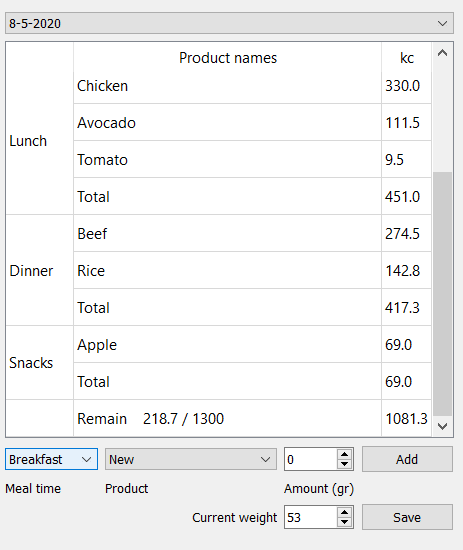 8-5-2020
Product names kc
Chicken 330.0
Avocado 111.5
Lunch
Tomato 9.5
Total 451.0
Beef 274.5
Dinner Rice 142.8
Total 417.3
Apple 69.0
Snacks
Total 69.0
Remain 218.7 / 1300 1081.3
Breakfast New 0 Add
Meal time Product Amount (gr)
Current weight 53 Save